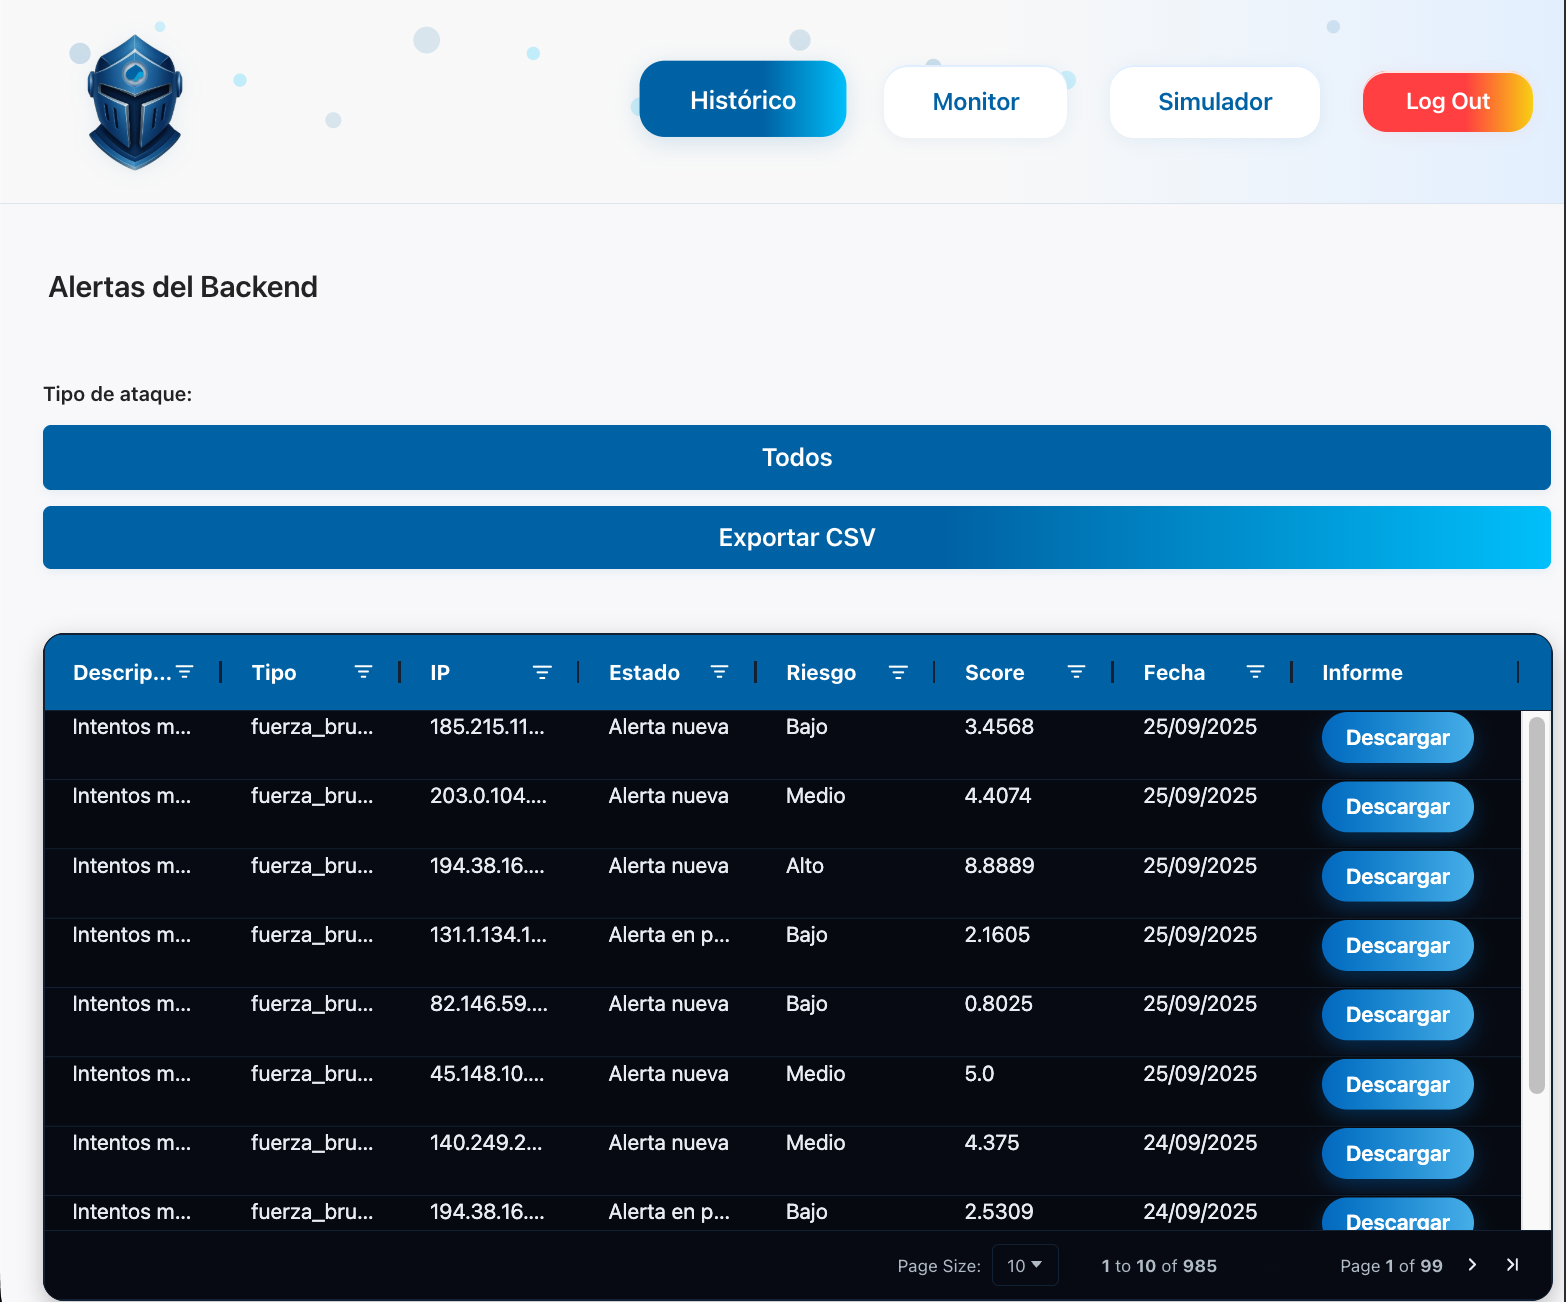 Histórico Monitor Simulador Log Out
Alertas del Backend
Tipo de ataque:
Todos
Exportar CSV
Descrip... Tipo IP Estado Riesgo Score Fecha Informe
Intentos m... fuerza_bru... 185.215.11... Alerta nueva Bajo 3.4568 25/09/2025 Descargar
Intentos m... fuerza_bru... 203.0.104.... Alerta nueva Medio 4.4074 25/09/2025 Descargar
Intentos m... fuerza_bru... 194.38.16.... Alerta nueva Alto 8.8889 25/09/2025 Descargar
Intentos m... fuerza_bru... 131.1.134.1... Alerta en p... Bajo 2.1605 25/09/2025 Descargar
Intentos m... fuerza_bru... 82.146.59.... Alerta nueva Bajo 0.8025 25/09/2025 Descargar
Intentos m... fuerza_bru... 45.148.10.... Alerta nueva Medio 5.0 25/09/2025 Descargar
Intentos m... fuerza_bru... 140.249.2... Alerta nueva Medio 4.375 24/09/2025 Descargar
Intentos m... fuerza_bru... 194.38.16.... Alerta en p... Bajo 2.5309 24/09/2025 Descargar
Page Size: 10 1 to 10 of 985 Page 1 of 99